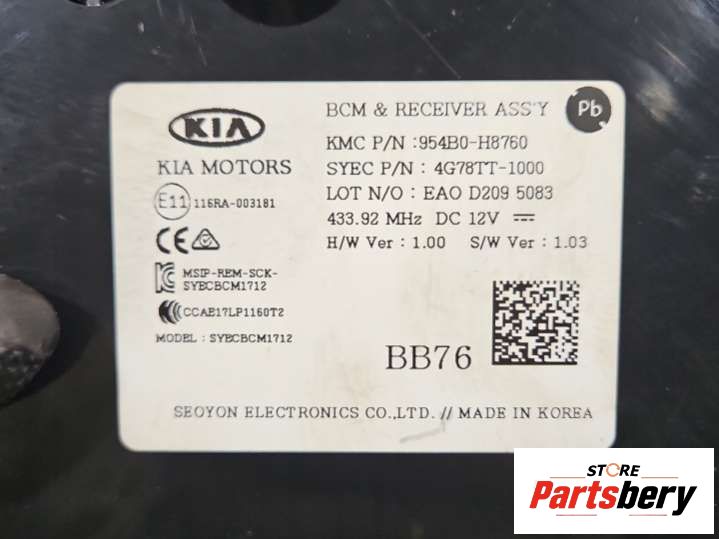 KIA
KIA MOTORS
E11 116RA-003181
CE
MSIP-REM-SCK-
SYECBCM1712
CCAE17LP1160T2
MODEL : SYECBCM1712
BCM & RECEIVER ASS'Y Pb
KMC P/N :954B0-H8760
SYEC P/N : 4G78TT-1000
LOT N/O : EAO D209 5083
433.92 MHz DC 12V
H/W Ver : 1.00 S/W Ver : 1.03
BB76
SEOYON ELECTRONICS CO.,LTD. // MADE IN KOREA
STORE
Partsbery